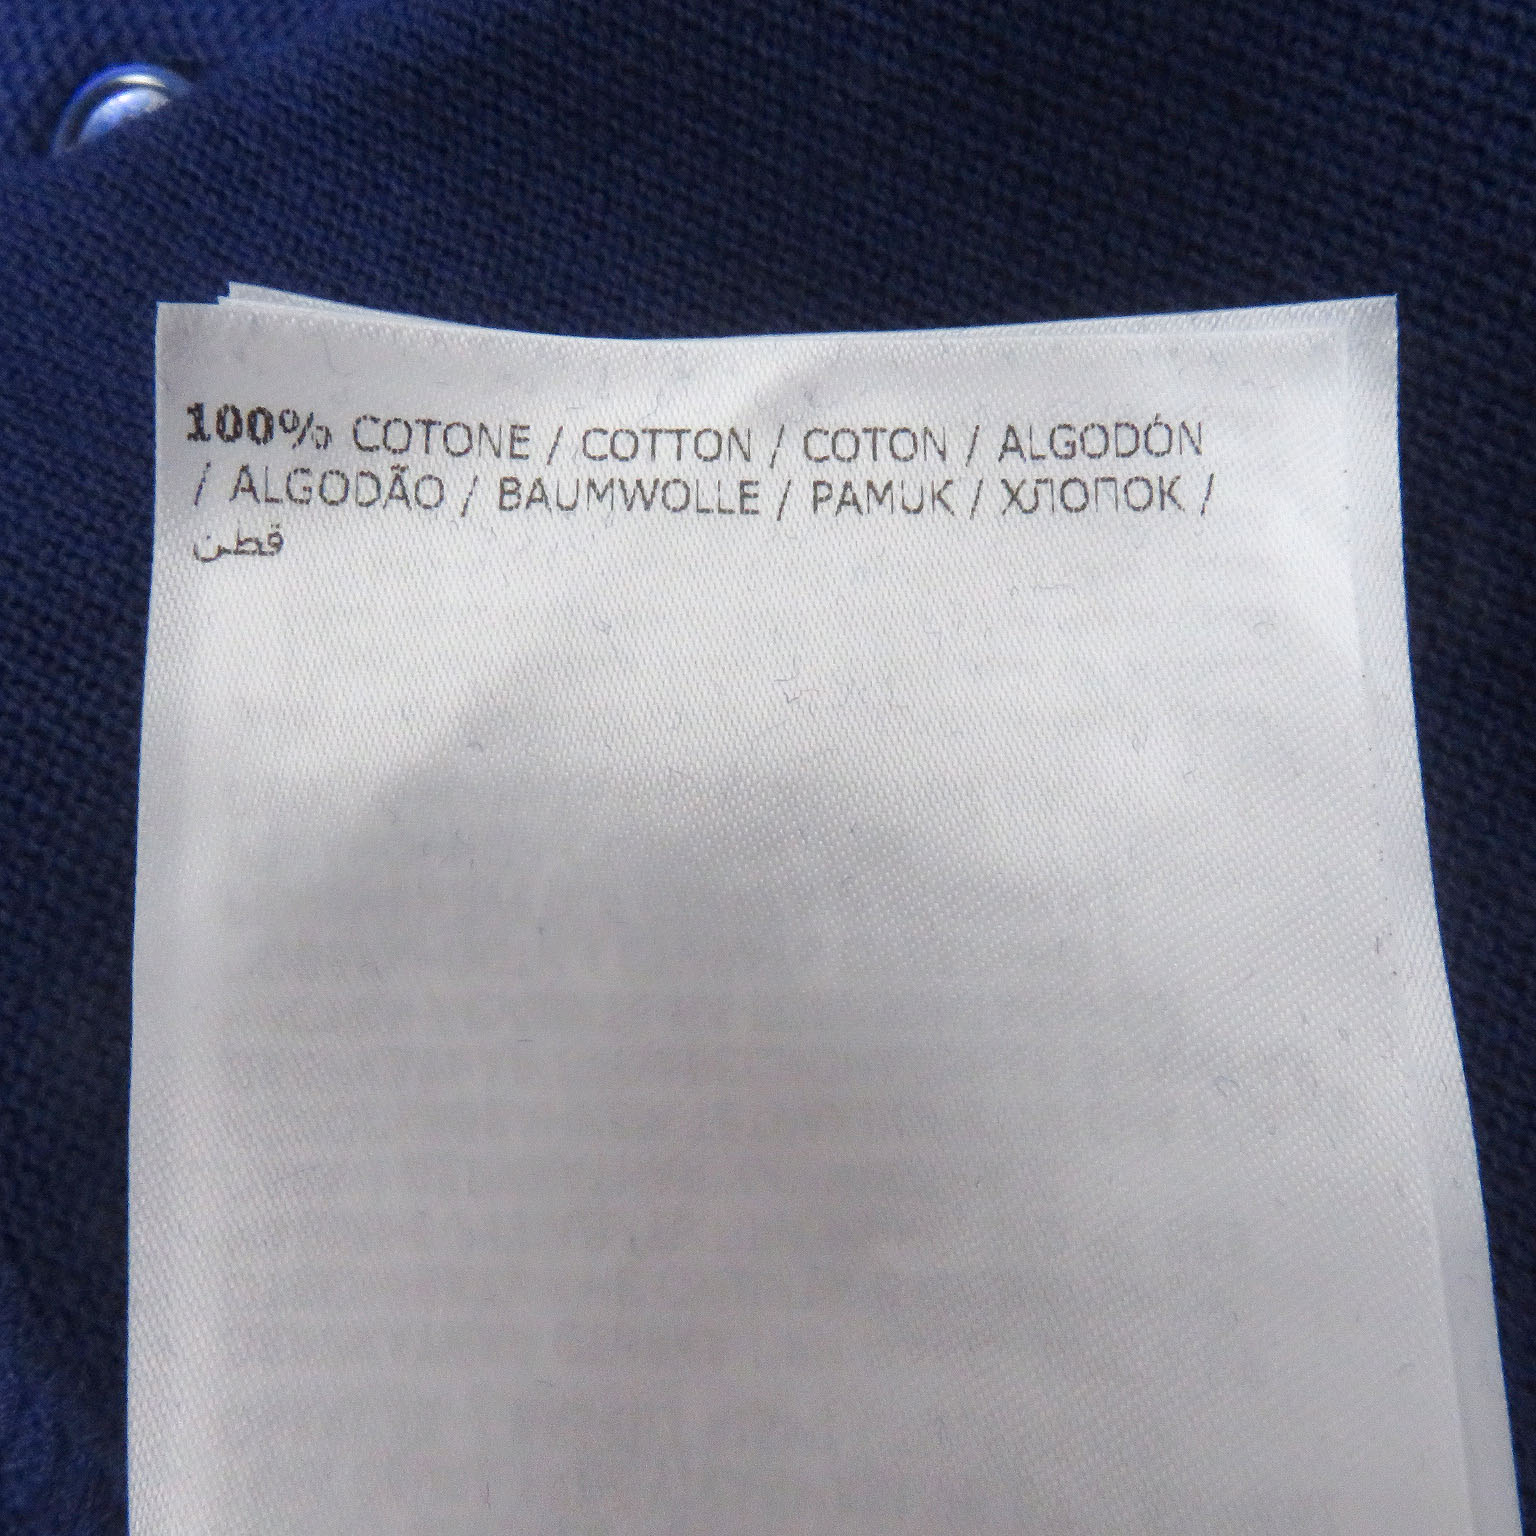 100% COTONE / COTTON / COTON / ALGODÓN
/ ALGODÃO / BAUMWOLLE / PAMUK / ХЛОПОК /
قطن